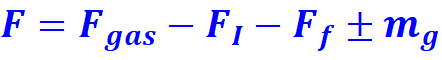 F = F_gas − F_I − F_f ± m_g